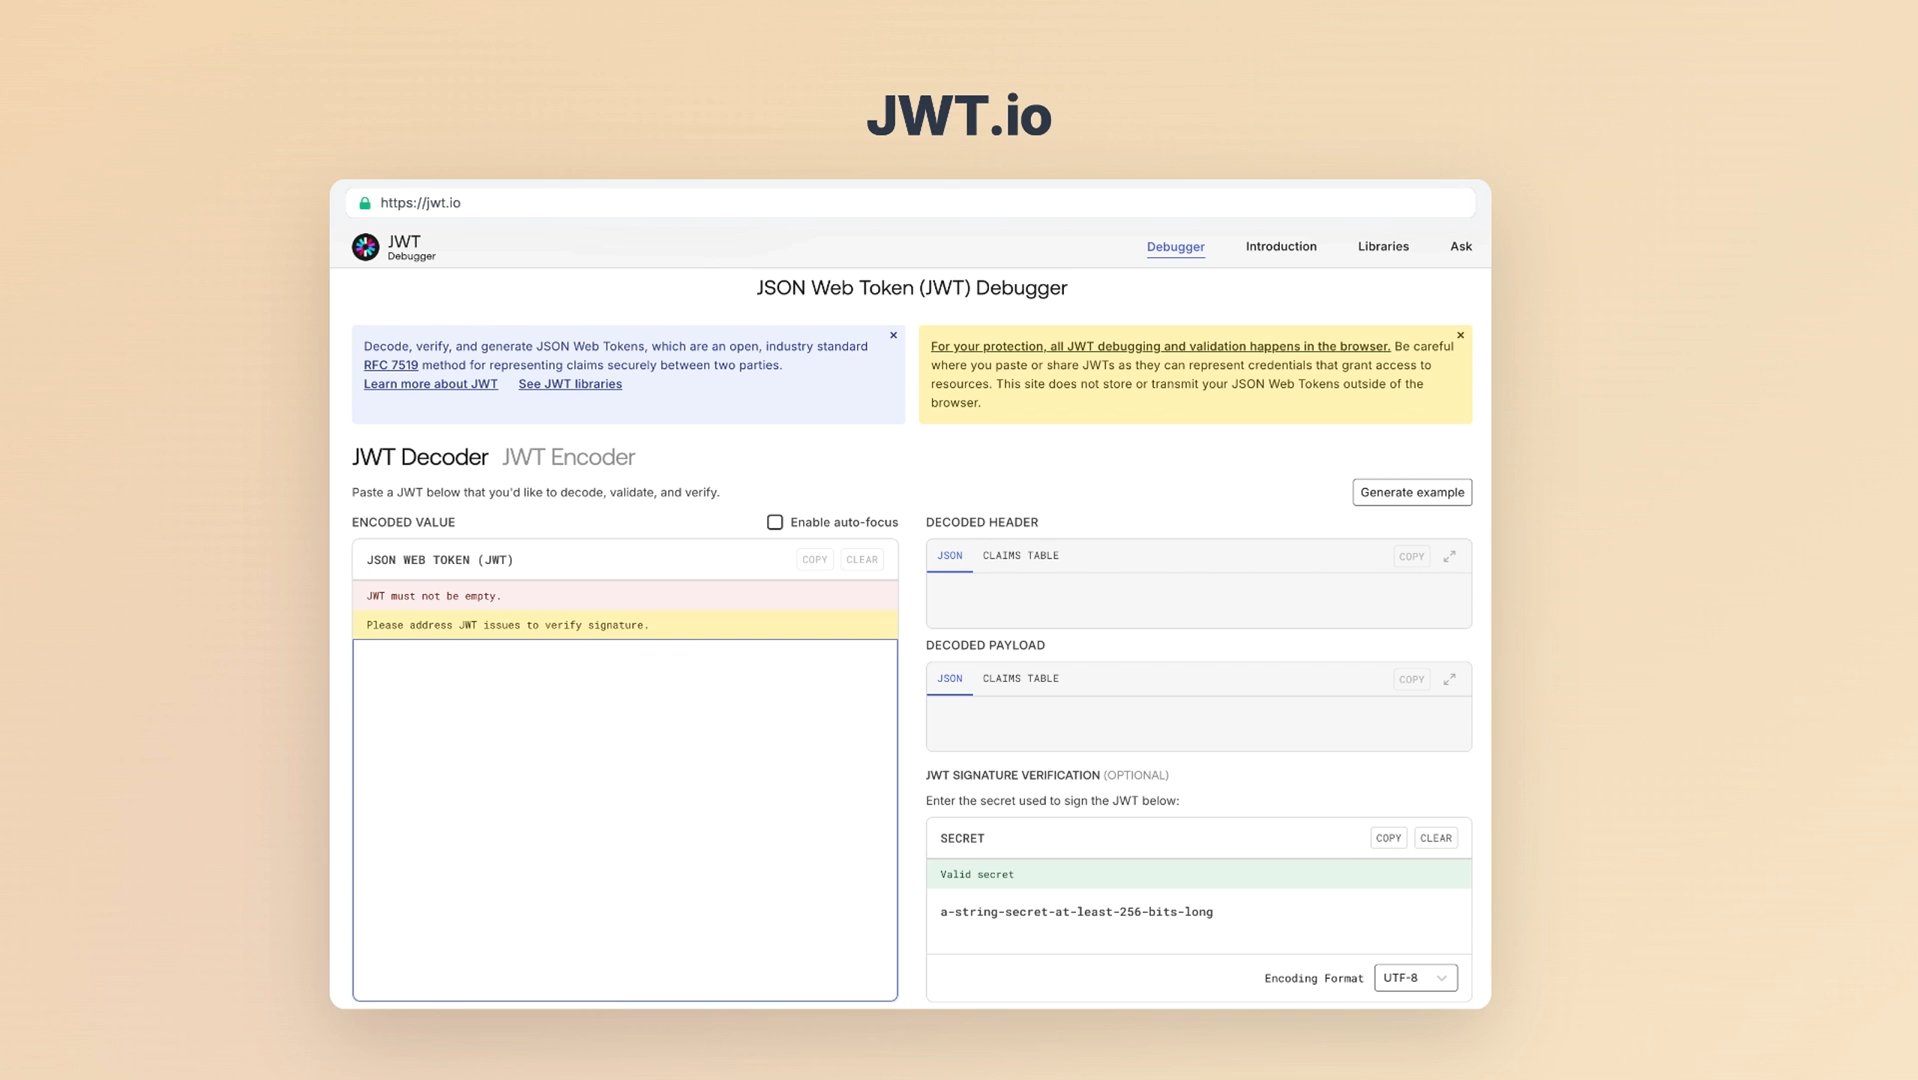 JWT.io
https://jwt.io
JWT
Debugger
Debugger
Introduction
Libraries
Ask
JSON Web Token (JWT) Debugger
Decode, verify, and generate JSON Web Tokens, which are an open, industry standard
RFC 7519 method for representing claims securely between two parties.
Learn more about JWT See JWT libraries
For your protection, all JWT debugging and validation happens in the browser. Be careful
where you paste or share JWTs as they can represent credentials that grant access to
resources. This site does not store or transmit your JSON Web Tokens outside of the
browser.
JWT Decoder JWT Encoder
Paste a JWT below that you'd like to decode, validate, and verify.
Generate example
ENCODED VALUE
Enable auto-focus
JSON WEB TOKEN (JWT)
COPY
CLEAR
JWT must not be empty.
Please address JWT issues to verify signature.
DECODED HEADER
JSON
CLAIMS TABLE
COPY
DECODED PAYLOAD
JSON
CLAIMS TABLE
COPY
JWT SIGNATURE VERIFICATION (OPTIONAL)
Enter the secret used to sign the JWT below:
SECRET
COPY
CLEAR
Valid secret
a-string-secret-at-least-256-bits-long
Encoding Format
UTF-8